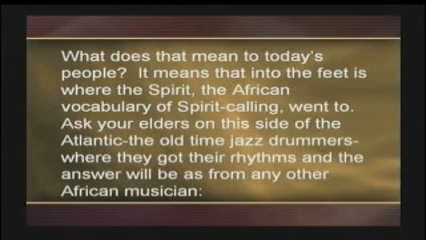 What does that mean to today's
people?  It means that into the feet is
where the Spirit, the African
vocabulary of Spirit-calling, went to.
Ask your elders on this side of the
Atlantic-the old time jazz drummers-
where they got their rhythms and the
answer will be as from any other
African musician: